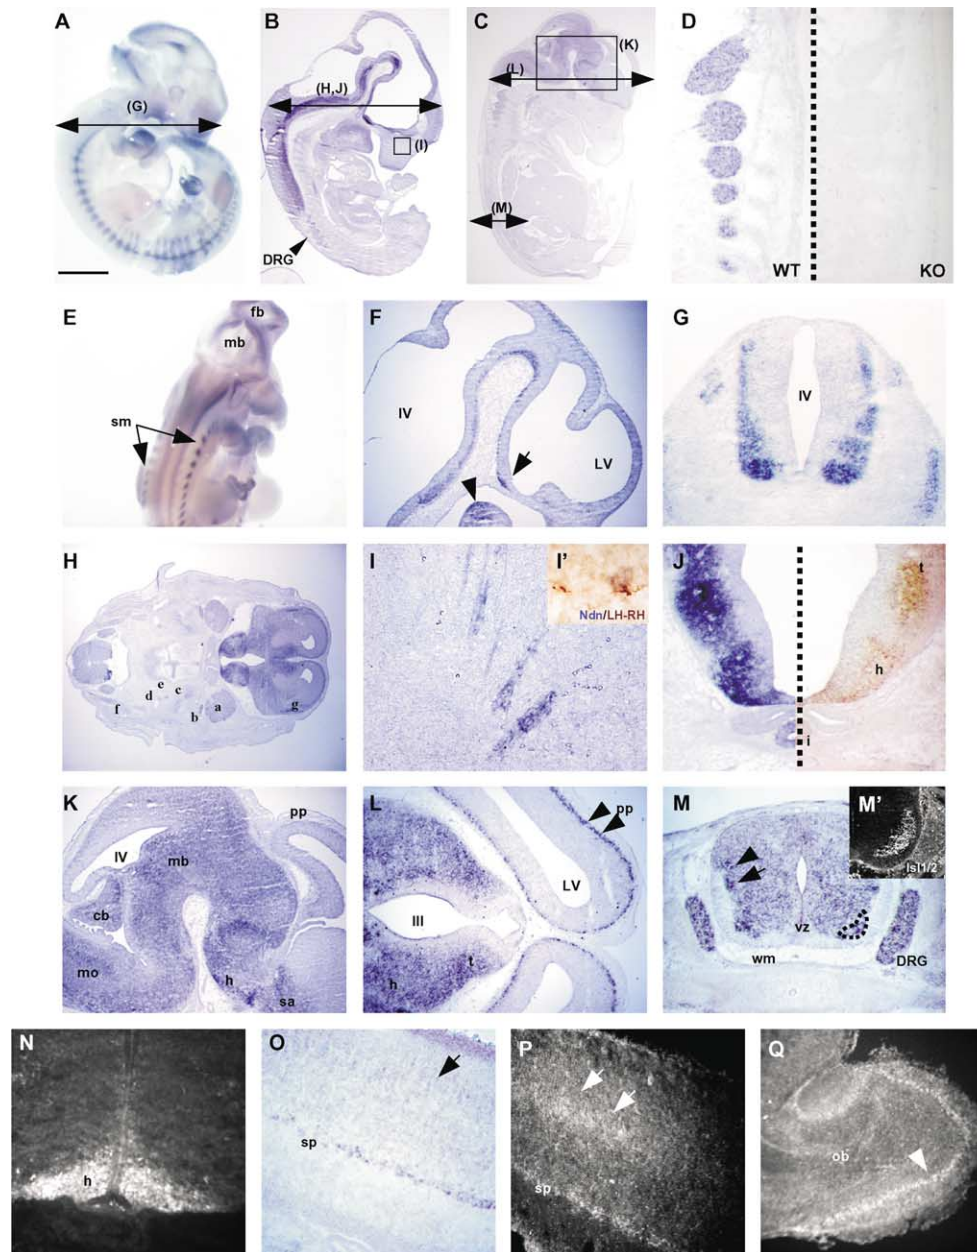 A
(G)
B
(H,J)
(I)
DRG
C
(K)
(L)
(M)
D
WT
KO
E
fb
mb
sm
F
IV
LV
G
IV
H
a
b
c
d
e
f
g
I
I'
Ndn/LH-RH
J
t
h
i
K
pp
IV
mb
cb
mo
h
sa
L
pp
LV
III
t
h
M
M'
Isl1/2
vz
wm
DRG
N
h
O
sp
P
sp
Q
ob